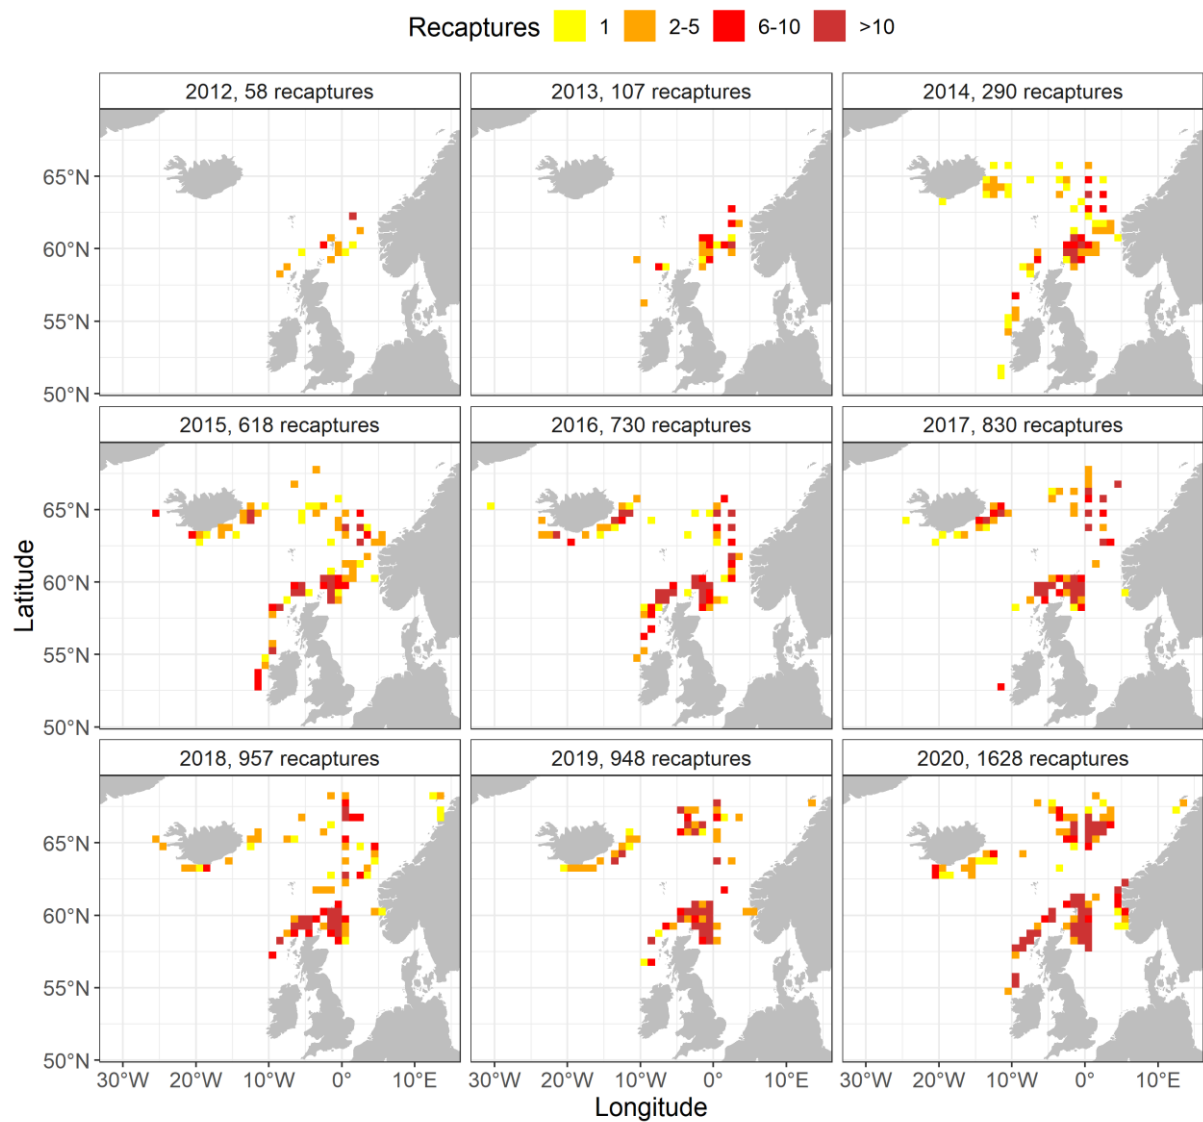 Recaptures 1 2-5 6-10 >10
2012, 58 recaptures 2013, 107 recaptures 2014, 290 recaptures
65°N
60°N
55°N
50°N
2015, 618 recaptures 2016, 730 recaptures 2017, 830 recaptures
65°N
60°N
55°N
50°N
Latitude
2018, 957 recaptures 2019, 948 recaptures 2020, 1628 recaptures
65°N
60°N
55°N
50°N
30°W 20°W 10°W 0° 10°E 30°W 20°W 10°W 0° 10°E 30°W 20°W 10°W 0° 10°E
Longitude